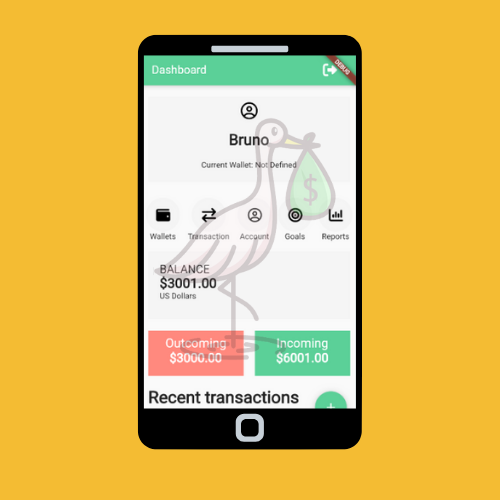 Dashboard
DEBUG
Bruno
Current Wallet: Not Defined
$
Wallets Transaction Account Goals Reports
BALANCE
$3001.00
US Dollars
Outcoming Incoming
$3000.00 $6001.00
Recent transactions
+